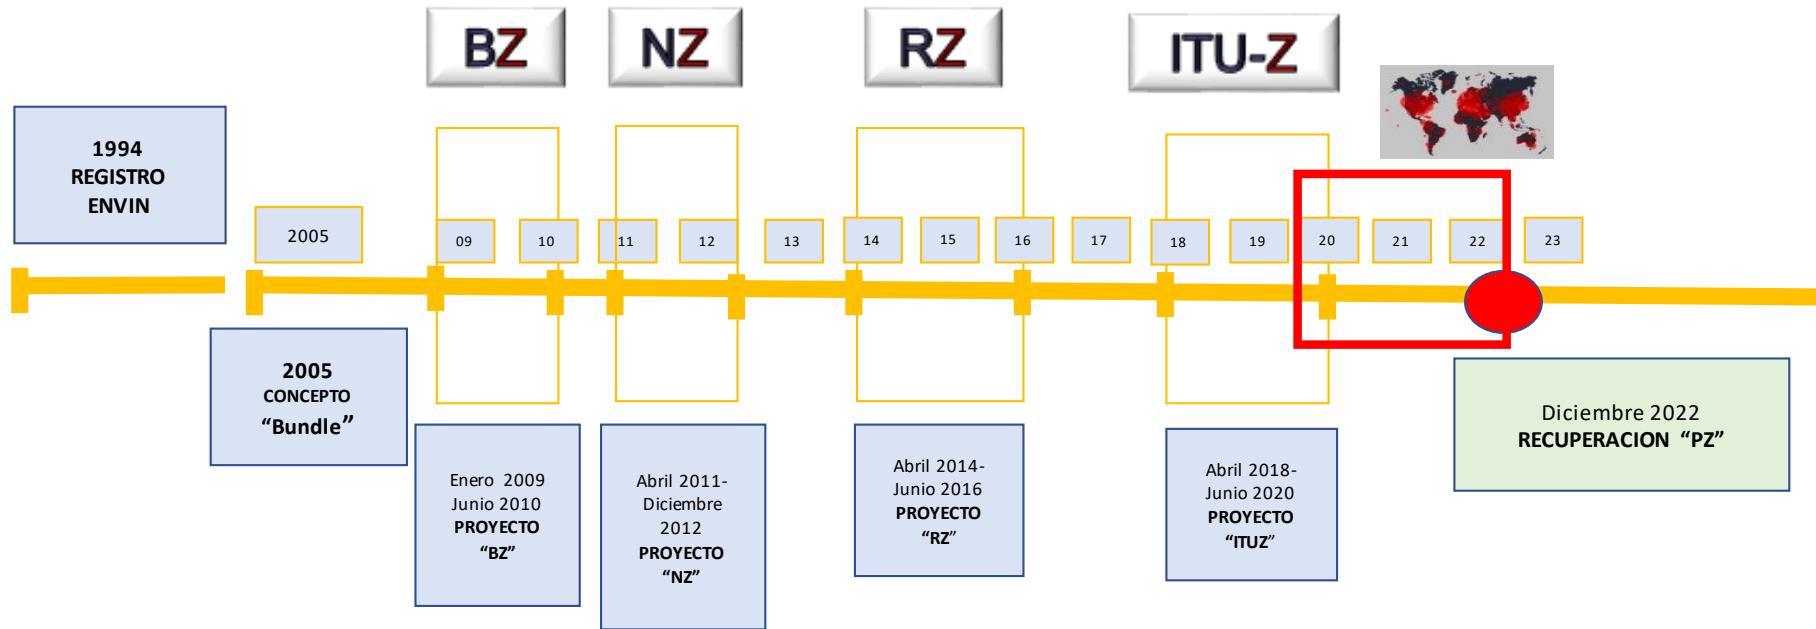 BZ
NZ
RZ
ITU-Z
1994
REGISTRO
ENVIN
2005
09
10
11
12
13
14
15
16
17
18
19
20
21
22
23
2005
CONCEPTO
“Bundle”
Enero 2009
Junio 2010
PROYECTO
“BZ”
Abril 2011-
Diciembre
2012
PROYECTO
“NZ”
Abril 2014-
Junio 2016
PROYECTO
“RZ”
Abril 2018-
Junio 2020
PROYECTO
“ITUZ”
Diciembre 2022
RECUPERACION “PZ”